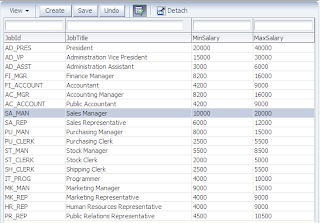 View Create Save Undo Detach
JobId JobTitle MinSalary MaxSalary
AD_PRES President 20000 40000
AD_VP Administration Vice President 15000 30000
AD_ASST Administration Assistant 3000 6000
FI_MGR Finance Manager 8200 16000
FI_ACCOUNT Accountant 4200 9000
AC_MGR Accounting Manager 8200 16000
AC_ACCOUNT Public Accountant 4200 9000
SA_MAN Sales Manager 10000 20000
SA_REP Sales Representative 6000 12000
PU_MAN Purchasing Manager 8000 15000
PU_CLERK Purchasing Clerk 2500 5500
ST_MAN Stock Manager 5500 8500
ST_CLERK Stock Clerk 2000 5000
SH_CLERK Shipping Clerk 2500 5500
IT_PROG Programmer 4000 10000
MK_MAN Marketing Manager 9000 15000
MK_REP Marketing Representative 4000 9000
HR_REP Human Resources Representative 4000 9000
PR_REP Public Relations Representative 4500 10500